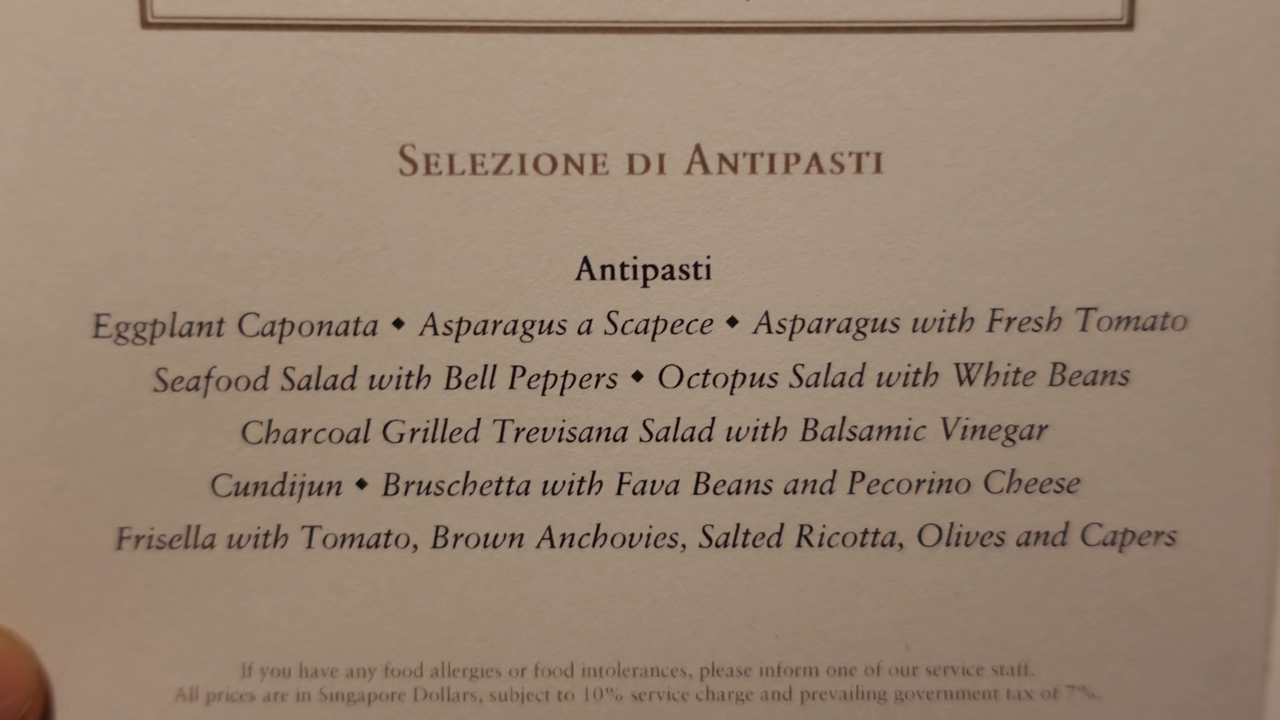 SELEZIONE DI ANTIPASTI
Antipasti
Eggplant Caponata ◆ Asparagus a Scapece ◆ Asparagus with Fresh Tomato
Seafood Salad with Bell Peppers ◆ Octopus Salad with White Beans
Charcoal Grilled Trevisana Salad with Balsamic Vinegar
Cundijun ◆ Bruschetta with Fava Beans and Pecorino Cheese
Frisella with Tomato, Brown Anchovies, Salted Ricotta, Olives and Capers
If you have any food allergies or food intolerances, please inform one of our service staff.
All prices are in Singapore Dollars, subject to 10% service charge and prevailing government tax of 7%.